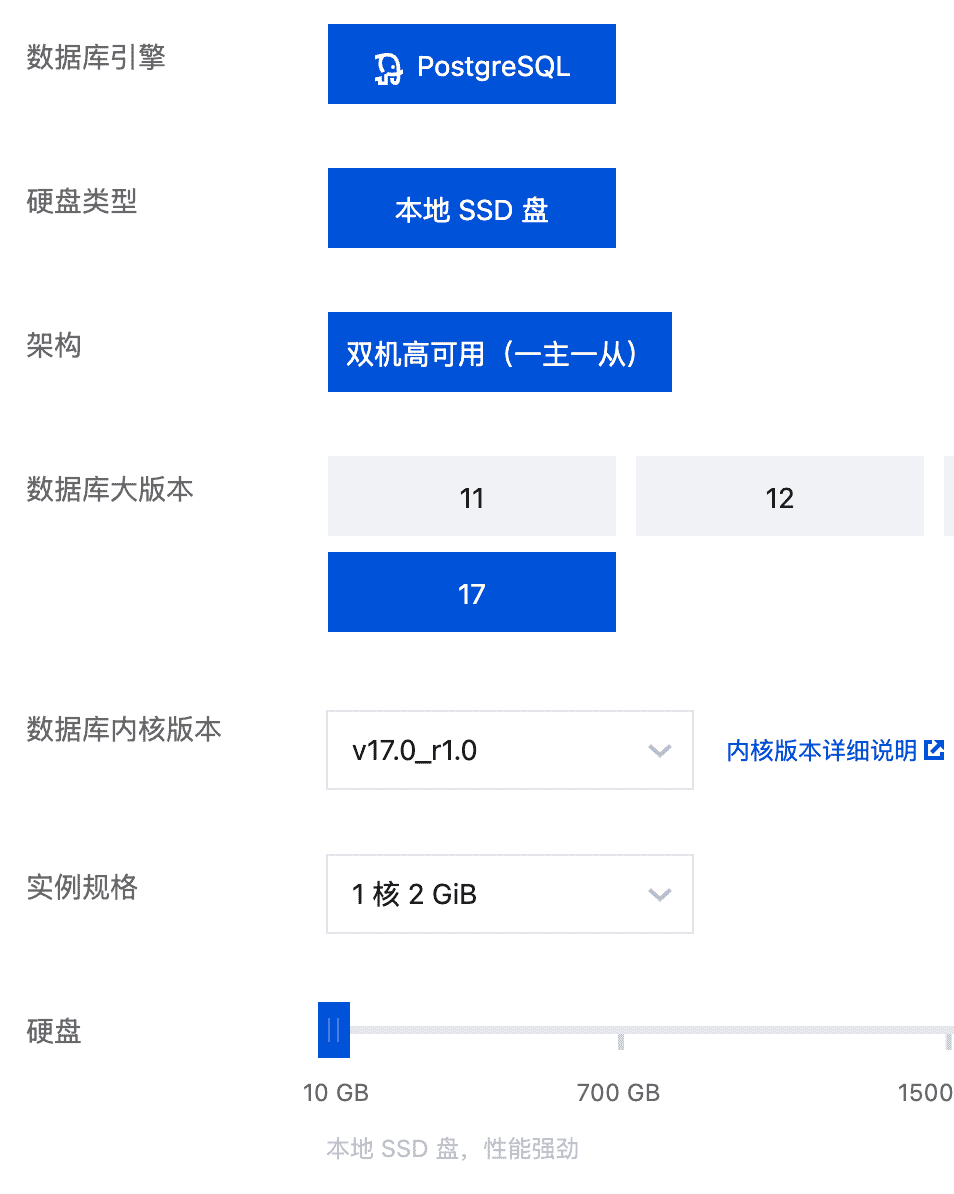 数据库引擎
PostgreSQL
硬盘类型
本地 SSD 盘
架构
双机高可用（一主一从）
数据库大版本
11
12
17
数据库内核版本
v17.0_r1.0
内核版本详细说明
实例规格
1 核 2 GiB
硬盘
10 GB
700 GB
1500
本地 SSD 盘，性能强劲